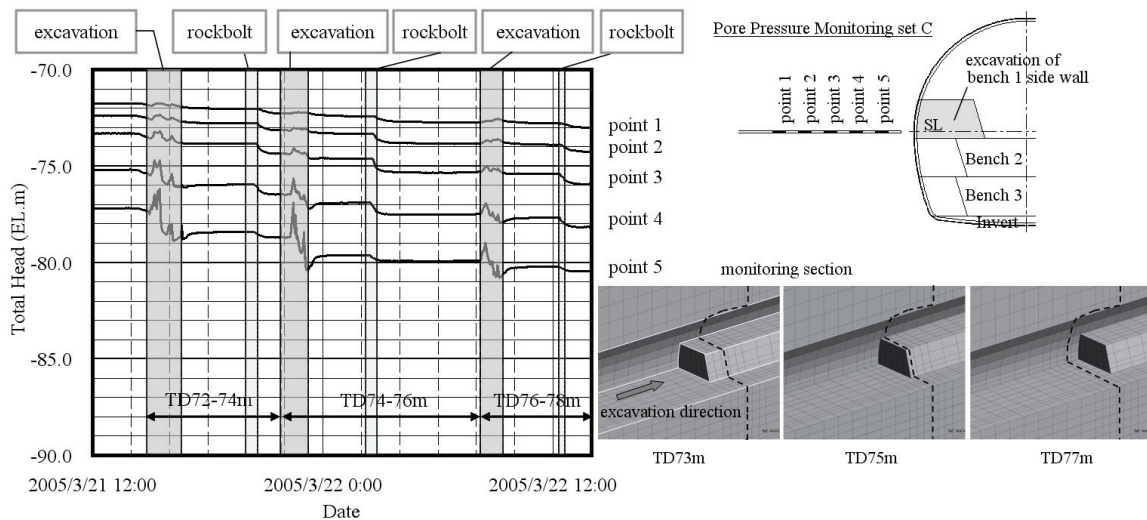 excavation
rockbolt
excavation
rockbolt
excavation
rockbolt
-70.0
-75.0
-80.0
-85.0
-90.0
Total Head (EL.m)
point 1
point 2
point 3
point 4
point 5
TD72-74m
TD74-76m
TD76-78m
2005/3/21 12:00
2005/3/22 0:00
2005/3/22 12:00
Date
Pore Pressure Monitoring set C
point 1
point 2
point 3
point 4
point 5
excavation of
bench 1 side wall
SL
Bench 2
Bench 3
Invert
monitoring section
excavation direction
TD73m
TD75m
TD77m